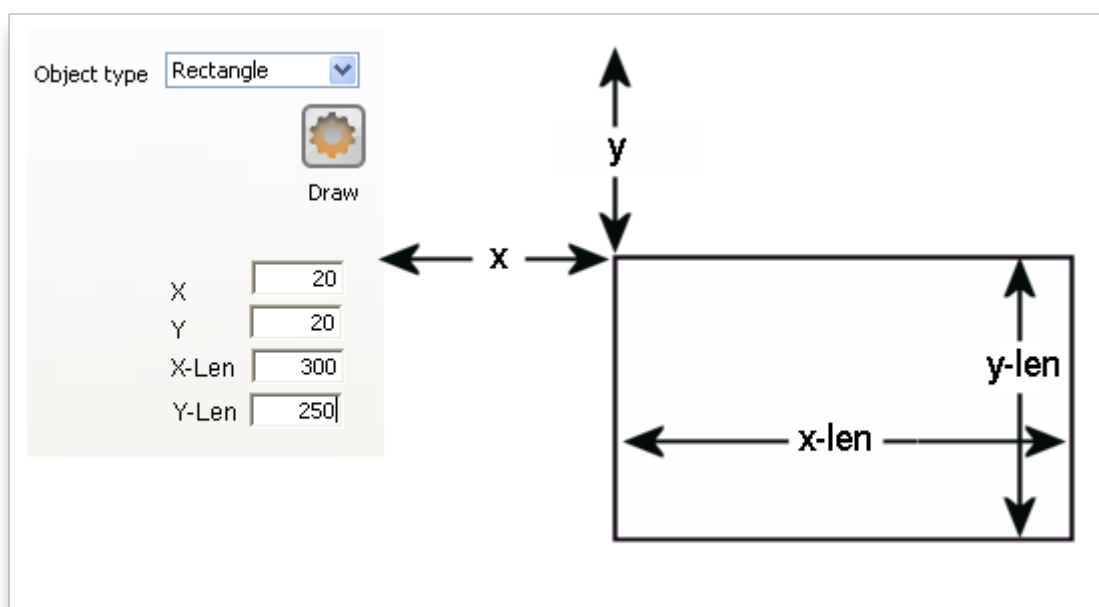 Object type Rectangle
Draw
X 20
Y 20
X-Len 300
Y-Len 250
y
x
y-len
x-len